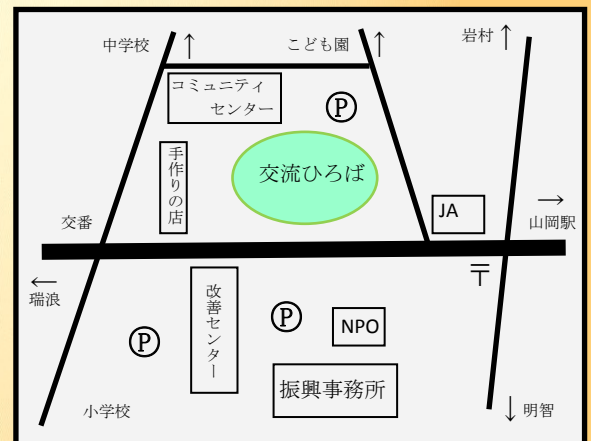 中学校
↑
こども園
↑
岩村
↑
コミュニティ
センター
Ⓟ
手作りの店
交流ひろば
JA
→
山岡駅
交番
〒
←
瑞浪
改善センター
Ⓟ
Ⓟ
NPO
振興事務所
小学校
↓
明智